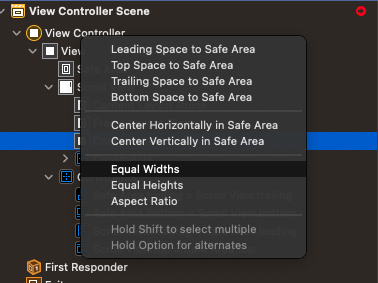 View Controller Scene
View Controller
View
Leading Space to Safe Area
Top Space to Safe Area
Trailing Space to Safe Area
Bottom Space to Safe Area
Center Horizontally in Safe Area
Center Vertically in Safe Area
Equal Widths
Equal Heights
Aspect Ratio
Hold Shift to select multiple
Hold Option for alternates
First Responder